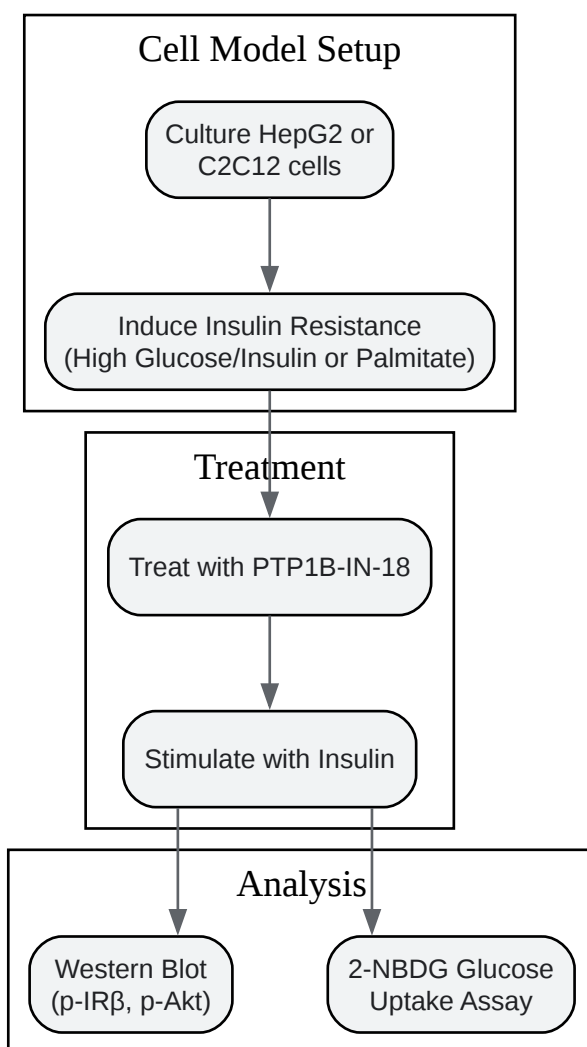 Cell Model Setup
Culture HepG2 or
C2C12 cells
Induce Insulin Resistance
(High Glucose/Insulin or Palmitate)
Treatment
Treat with PTP1B-IN-18
Stimulate with Insulin
Analysis
Western Blot
(p-IRβ, p-Akt)
2-NBDG Glucose
Uptake Assay